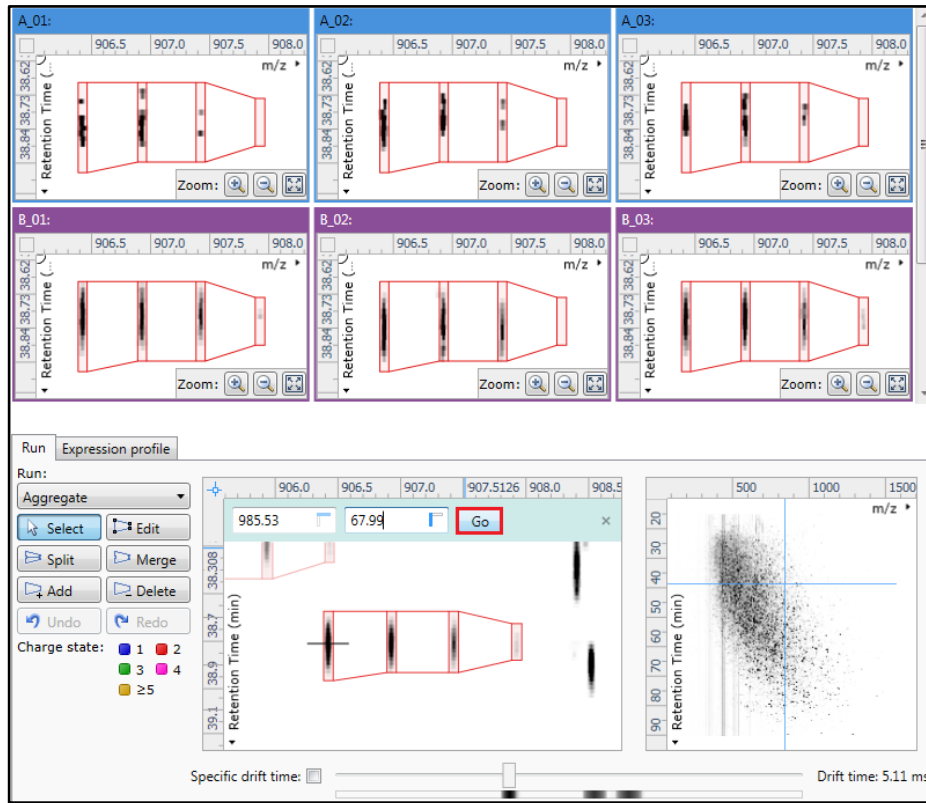 A_01: A_02: A_03:
906.5 907.0 907.5 908.0 906.5 907.0 907.5 908.0 906.5 907.0 907.5 908.0
m/z m/z m/z
38.62 38.73 38.84 38.62 38.73 38.84 38.62 38.73 38.84
Retention Time (... Retention Time (... Retention Time (...
Zoom: Zoom: Zoom:
B_01: B_02: B_03:
906.5 907.0 907.5 908.0 906.5 907.0 907.5 908.0 906.5 907.0 907.5 908.0
m/z m/z m/z
38.62 38.73 38.84 38.62 38.73 38.84 38.62 38.73 38.84
Retention Time (... Retention Time (... Retention Time (...
Zoom: Zoom: Zoom:
Run Expression profile
Run:
Aggregate
Select Edit
Split Merge
Add Delete
Undo Redo
Charge state: 1 2
3 4
≥5
906.0 906.5 907.0 907.5126 908.0 908.5
985.53 67.99 Go ×
38.308 38.7 38.9 39.1
Retention Time (min)
500 1000 1500
m/z
20 30 40 50 60 70 80 90
Retention Time (min)
Specific drift time: Drift time: 5.11 ms